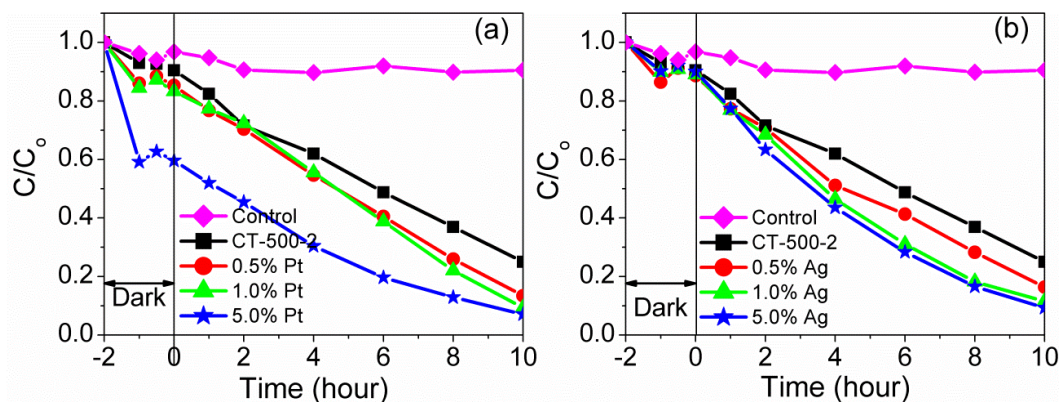 (a)
1.0
0.8
0.6
0.4
0.2
0.0
C/Co
Control
CT-500-2
0.5% Pt
1.0% Pt
5.0% Pt
Dark
-2 0 2 4 6 8 10
Time (hour)
(b)
1.0
0.8
0.6
0.4
0.2
0.0
C/Co
Control
CT-500-2
0.5% Ag
1.0% Ag
5.0% Ag
Dark
-2 0 2 4 6 8 10
Time (hour)